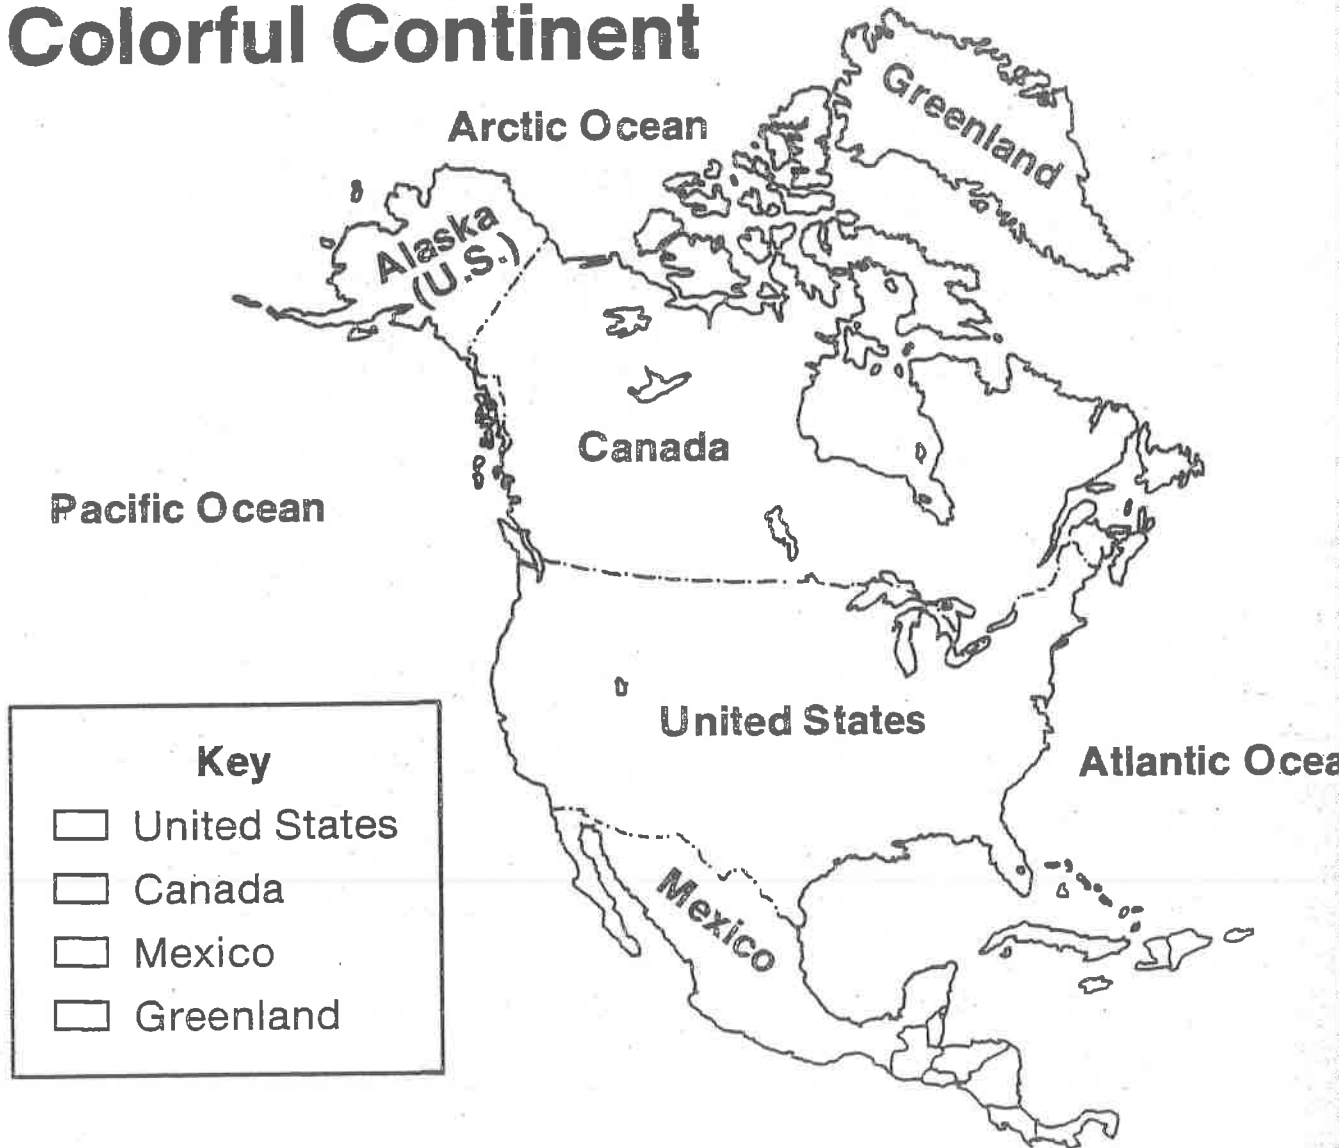 Colorful Continent
Arctic Ocean
Greenland
Alaska
(U.S.)
Canada
Pacific Ocean
United States
Atlantic Ocea
Mexico
Key
United States
Canada
Mexico
Greenland